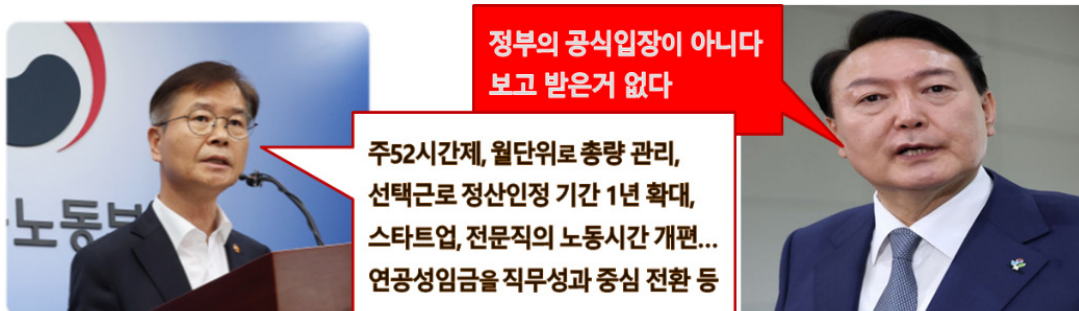 정부의 공식입장이 아니다
보고 받은거 없다
주52시간제, 월단위로 총량 관리,
선택근로 정산인정 기간 1년 확대,
스타트업, 전문직의 노동시간 개편...
연공성임금을 직무성과 중심 전환 등
노동부